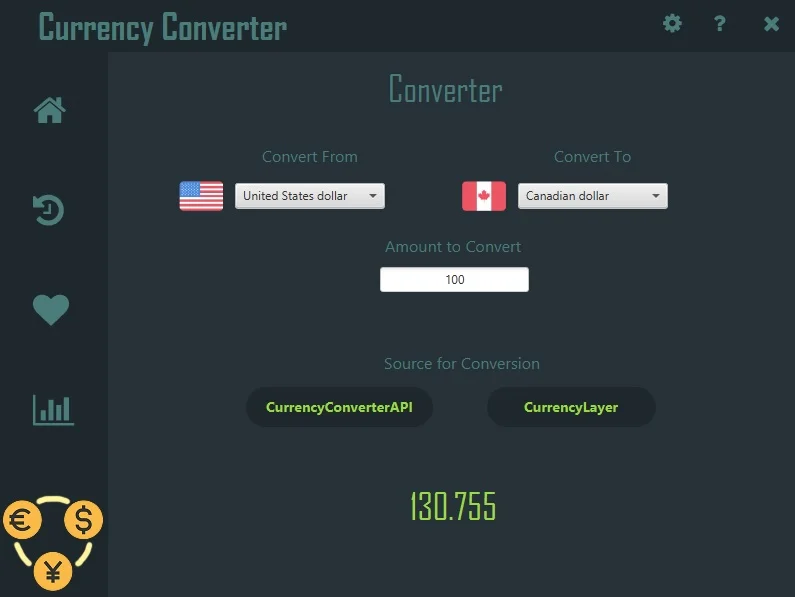 Currency Converter
?
Converter
Convert From
Convert To
United States dollar
Canadian dollar
Amount to Convert
100
Source for Conversion
CurrencyConverterAPI
CurrencyLayer
130.755
€
$
¥